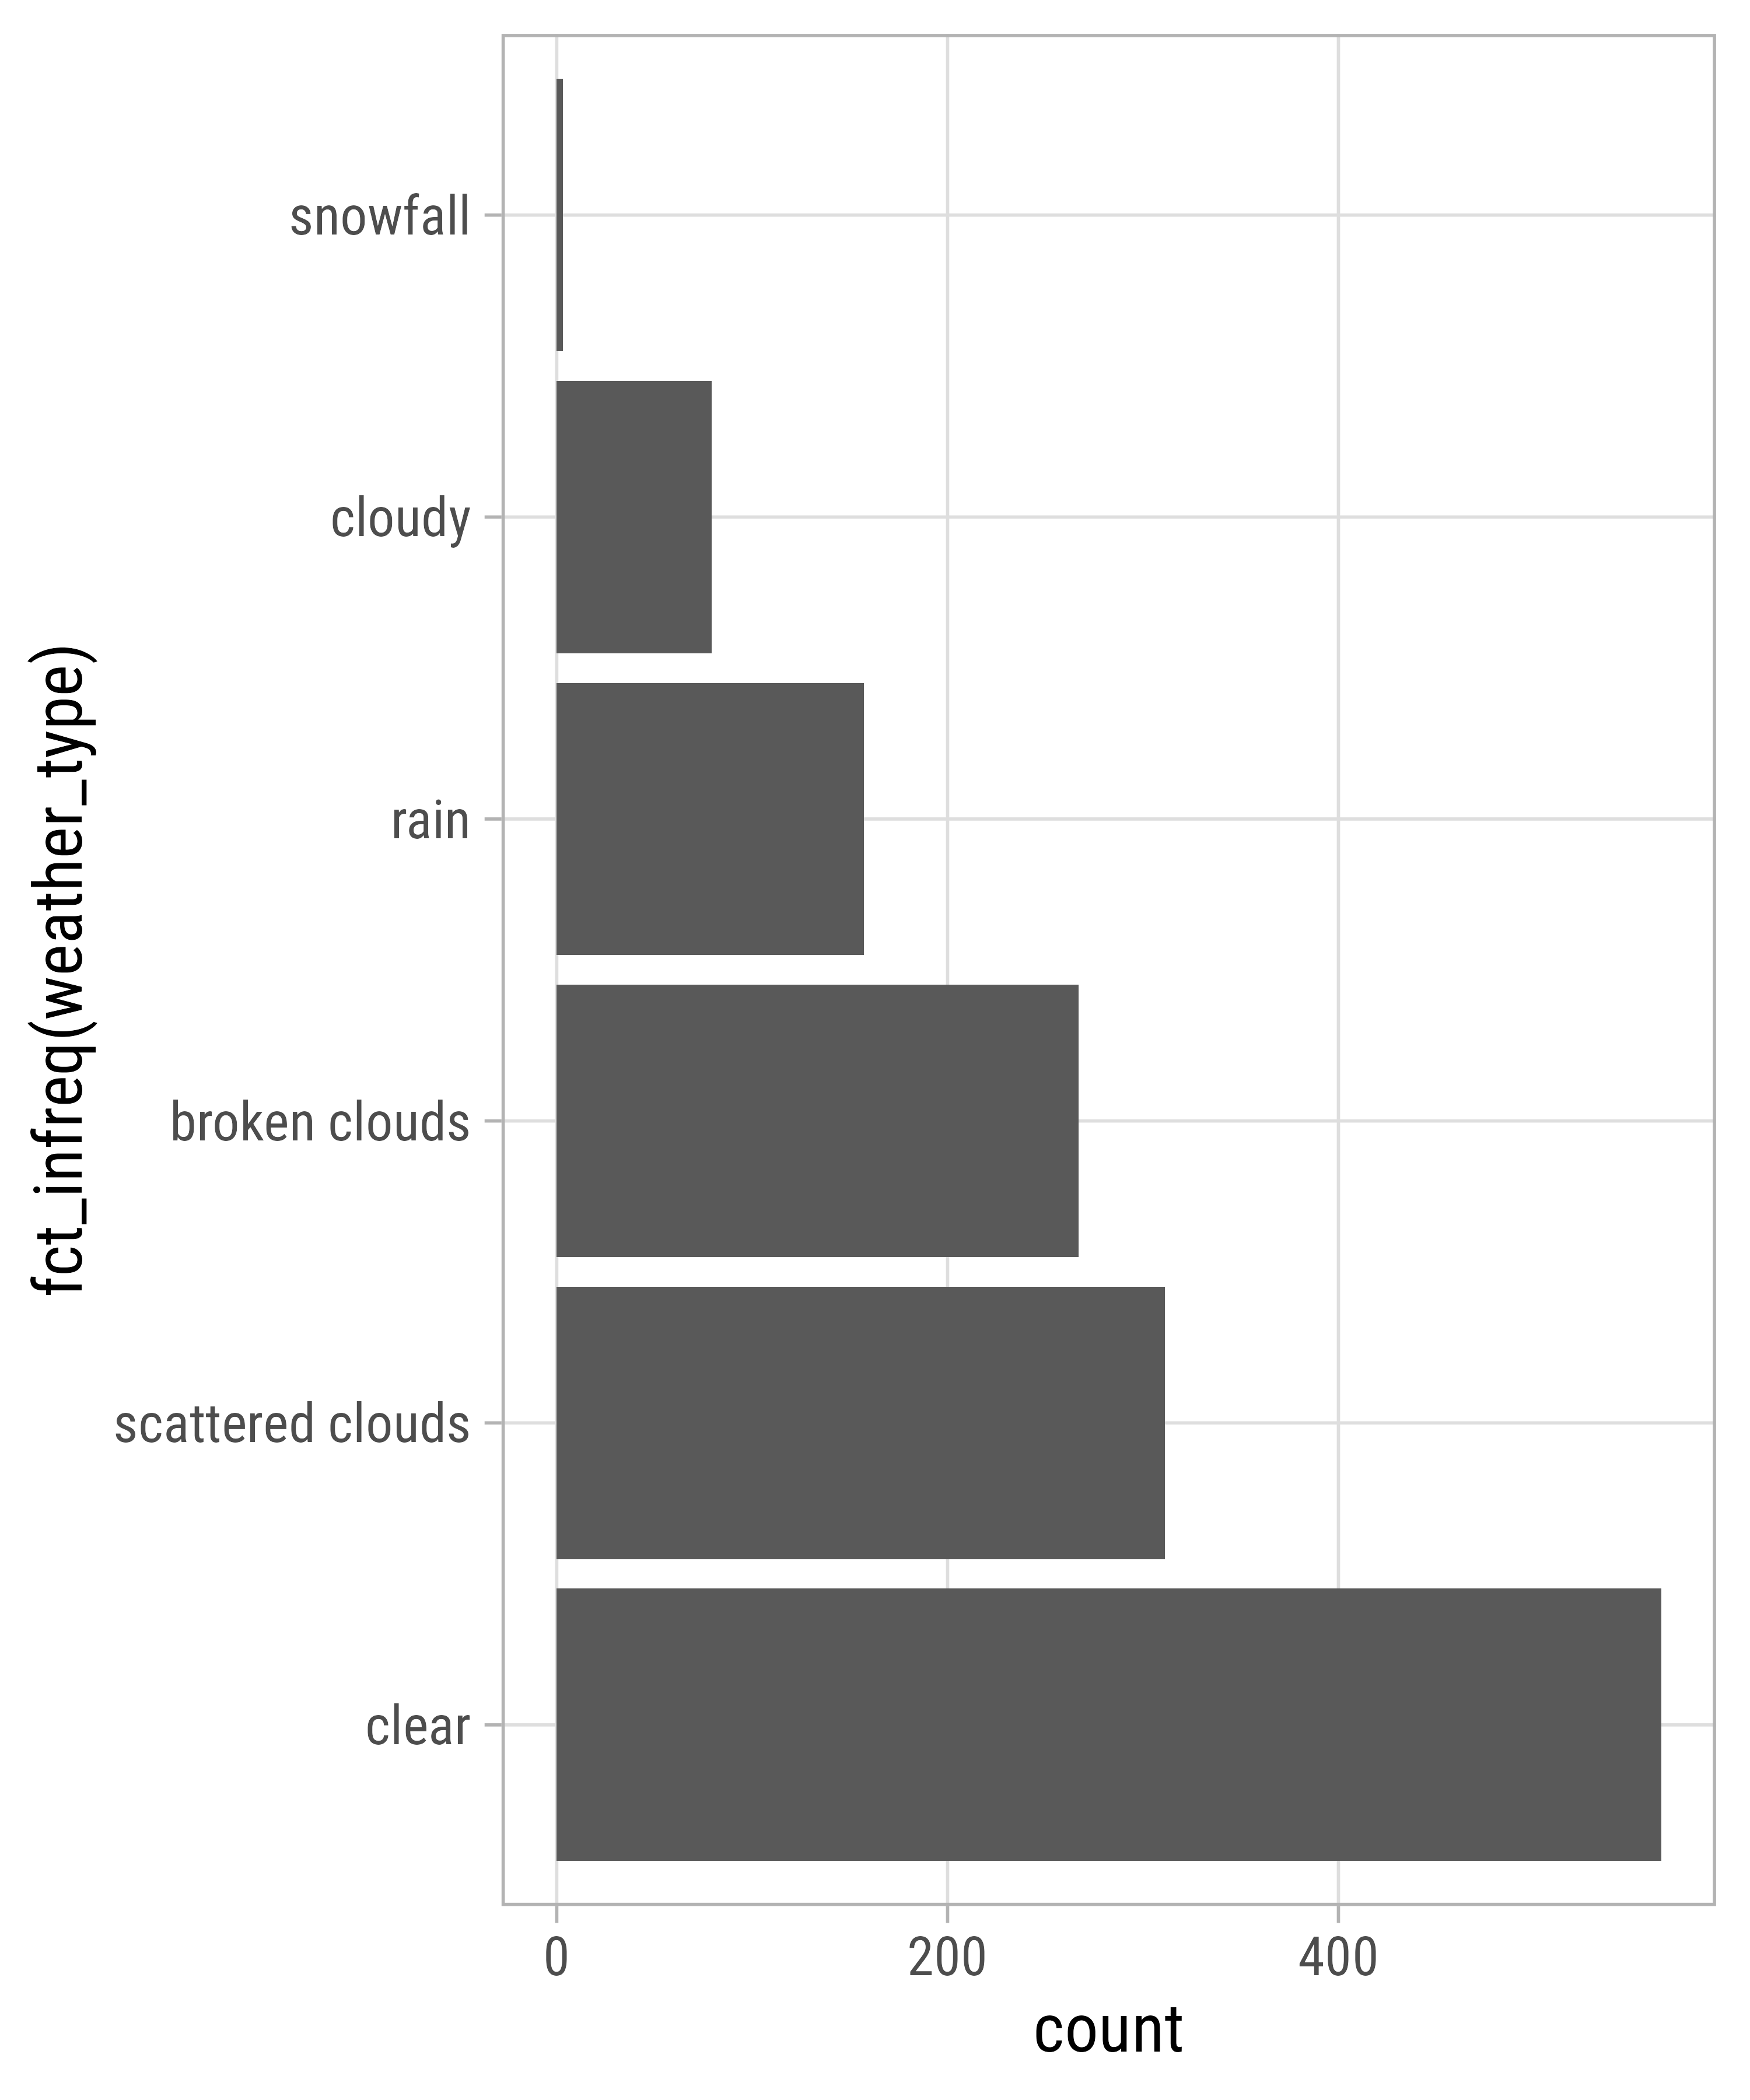 fct_infreq(weather_type)
snowfall
cloudy
rain
broken clouds
scattered clouds
clear
0 200 400
count